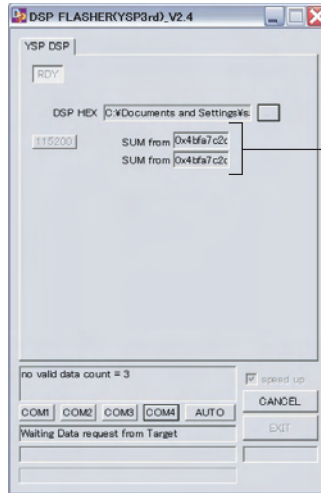 DSP FLASHER(YSP3rd)_V2.4
YSP DSP
RDY
DSP HEX C:¥Documents and Settings¥s
115200
SUM from 0x4bfa7c2c
SUM from 0x4bfa7c2c
no valid data count = 3
speed up
COM1 COM2 COM3 COM4 AUTO
CANCEL
Waiting Data request from Target
EXIT